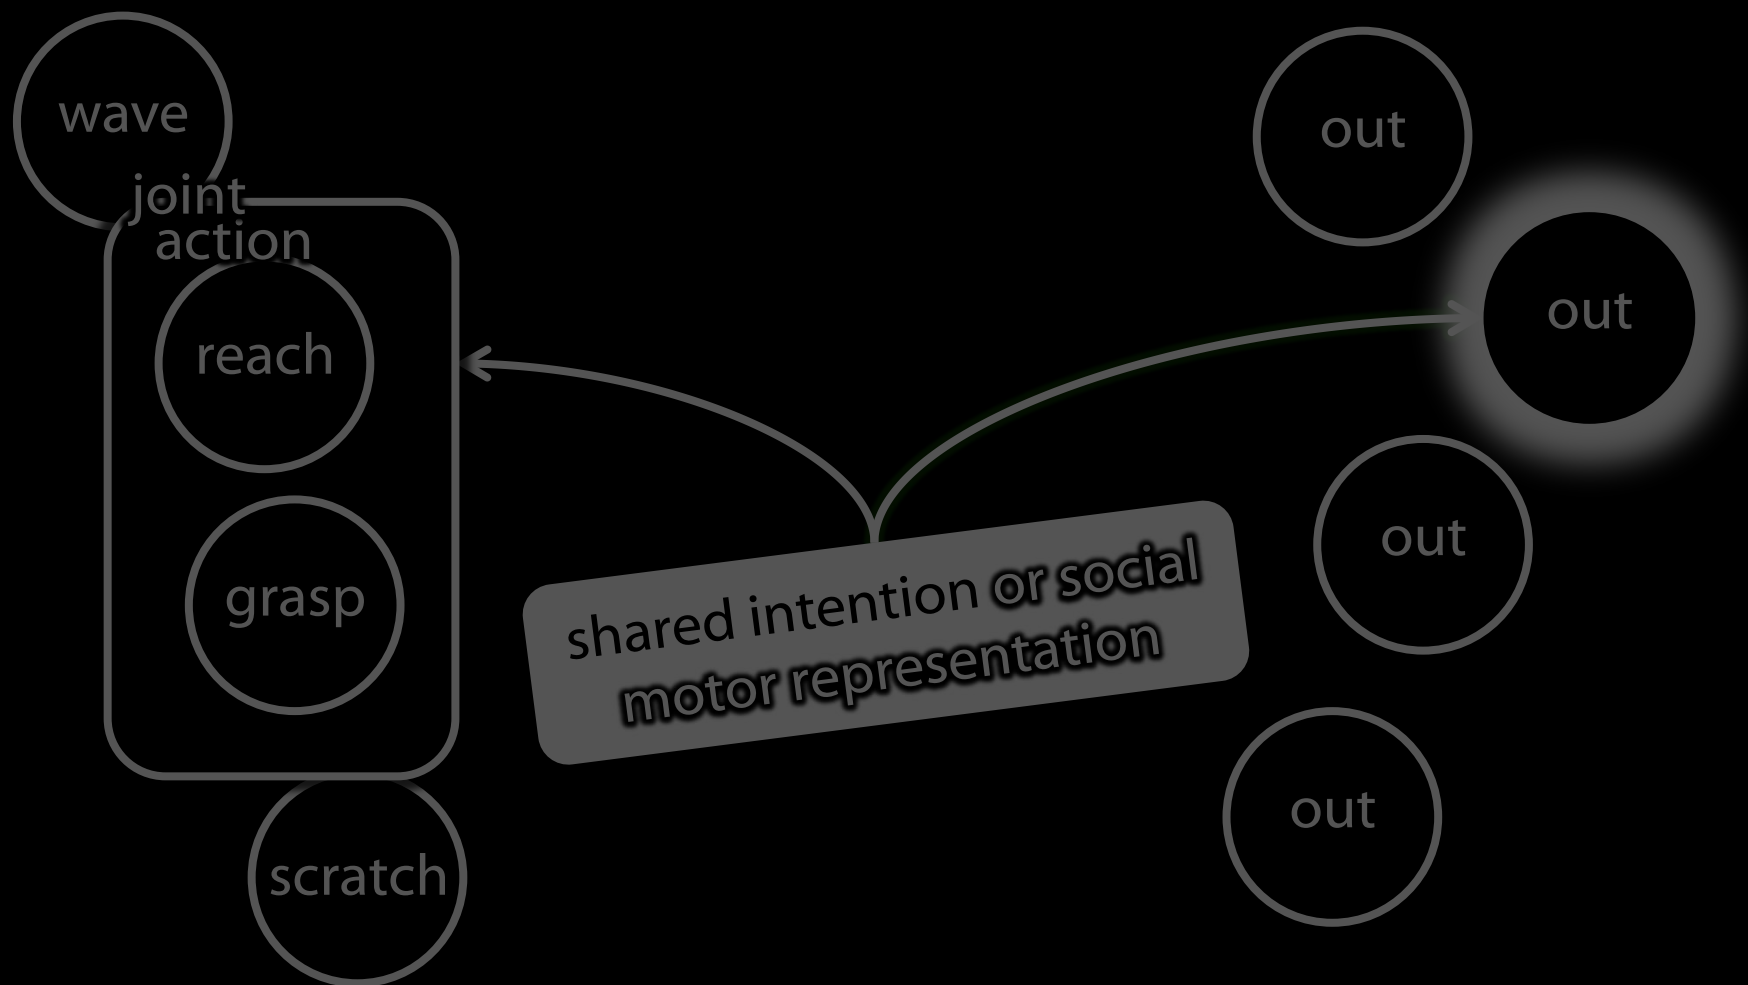 wave
joint
action
reach
grasp
scratch
shared intention or social
motor representation
out
out
out
out